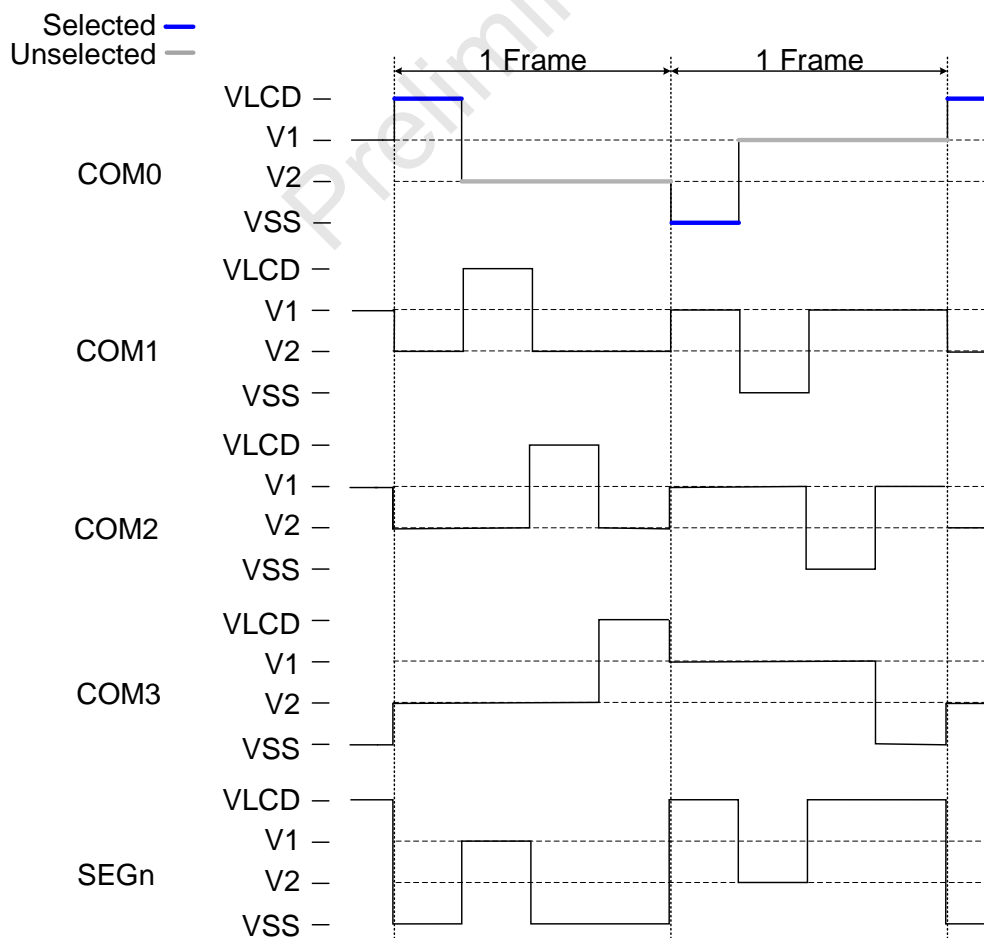 Selected
Unselected
1 Frame 1 Frame
VLCD
V1
COM0
V2
VSS
VLCD
V1
COM1
V2
VSS
VLCD
V1
COM2
V2
VSS
VLCD
V1
COM3
V2
VSS
VLCD
V1
SEGn
V2
VSS
Prelimin